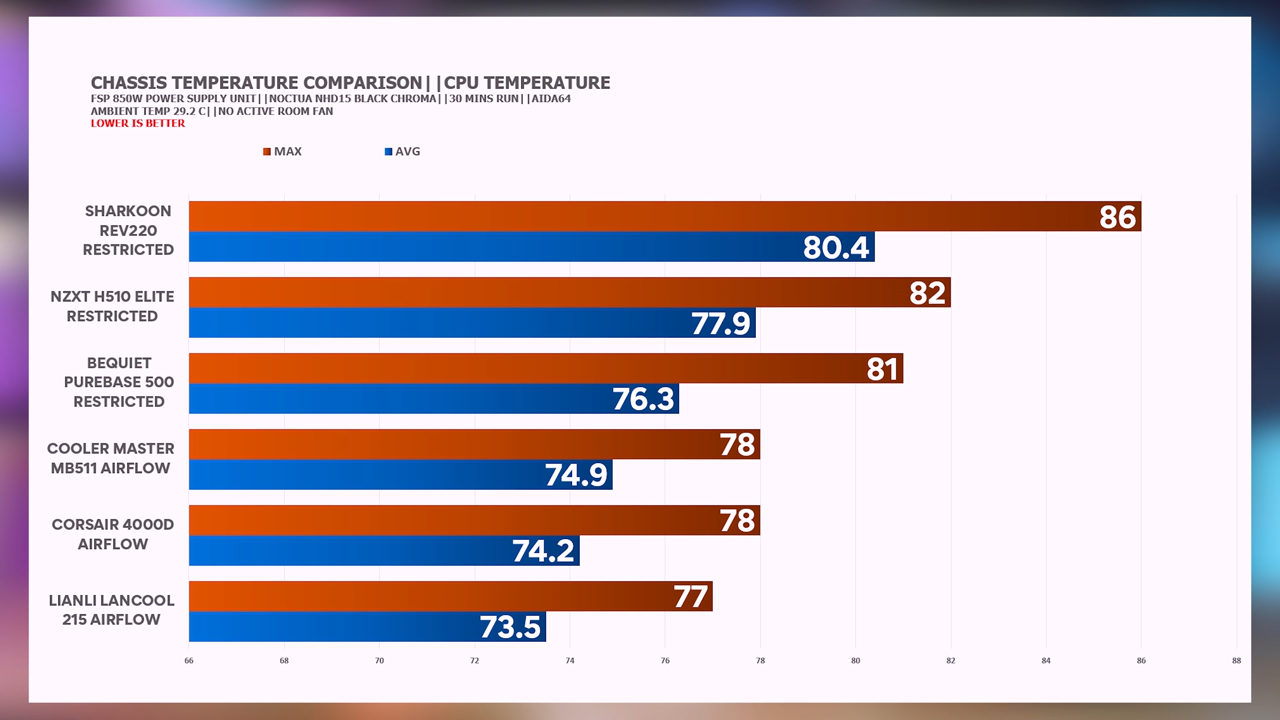 CHASSIS TEMPERATURE COMPARISON||CPU TEMPERATURE
FSP 850W POWER SUPPLY UNIT||NOCTUA NHD15 BLACK CHROMA||30 MINS RUN||AIDA64
AMBIENT TEMP 29.2 C||NO ACTIVE ROOM FAN
LOWER IS BETTER
MAX AVG
SHARKOON
REV220
RESTRICTED
86
80.4
NZXT H510 ELITE
RESTRICTED
82
77.9
BEQUIET
PUREBASE 500
RESTRICTED
81
76.3
COOLER MASTER
MB511 AIRFLOW
78
74.9
CORSAIR 4000D
AIRFLOW
78
74.2
LIANLI LANCOOL
215 AIRFLOW
77
73.5
66 68 70 72 74 76 78 80 82 84 86 88